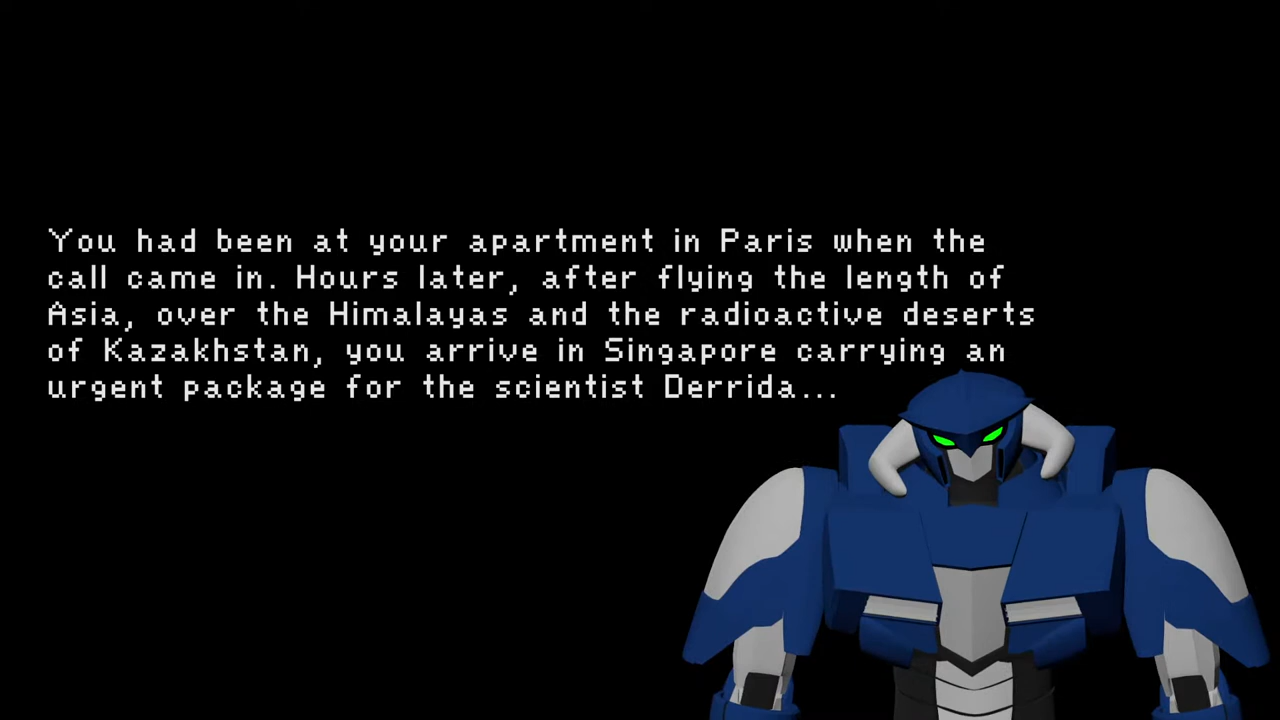 You had been at your apartment in Paris when the
call came in. Hours later, after flying the length of
Asia, over the Himalayas and the radioactive deserts
of Kazakhstan, you arrive in Singapore carrying an
urgent package for the scientist Derrida...